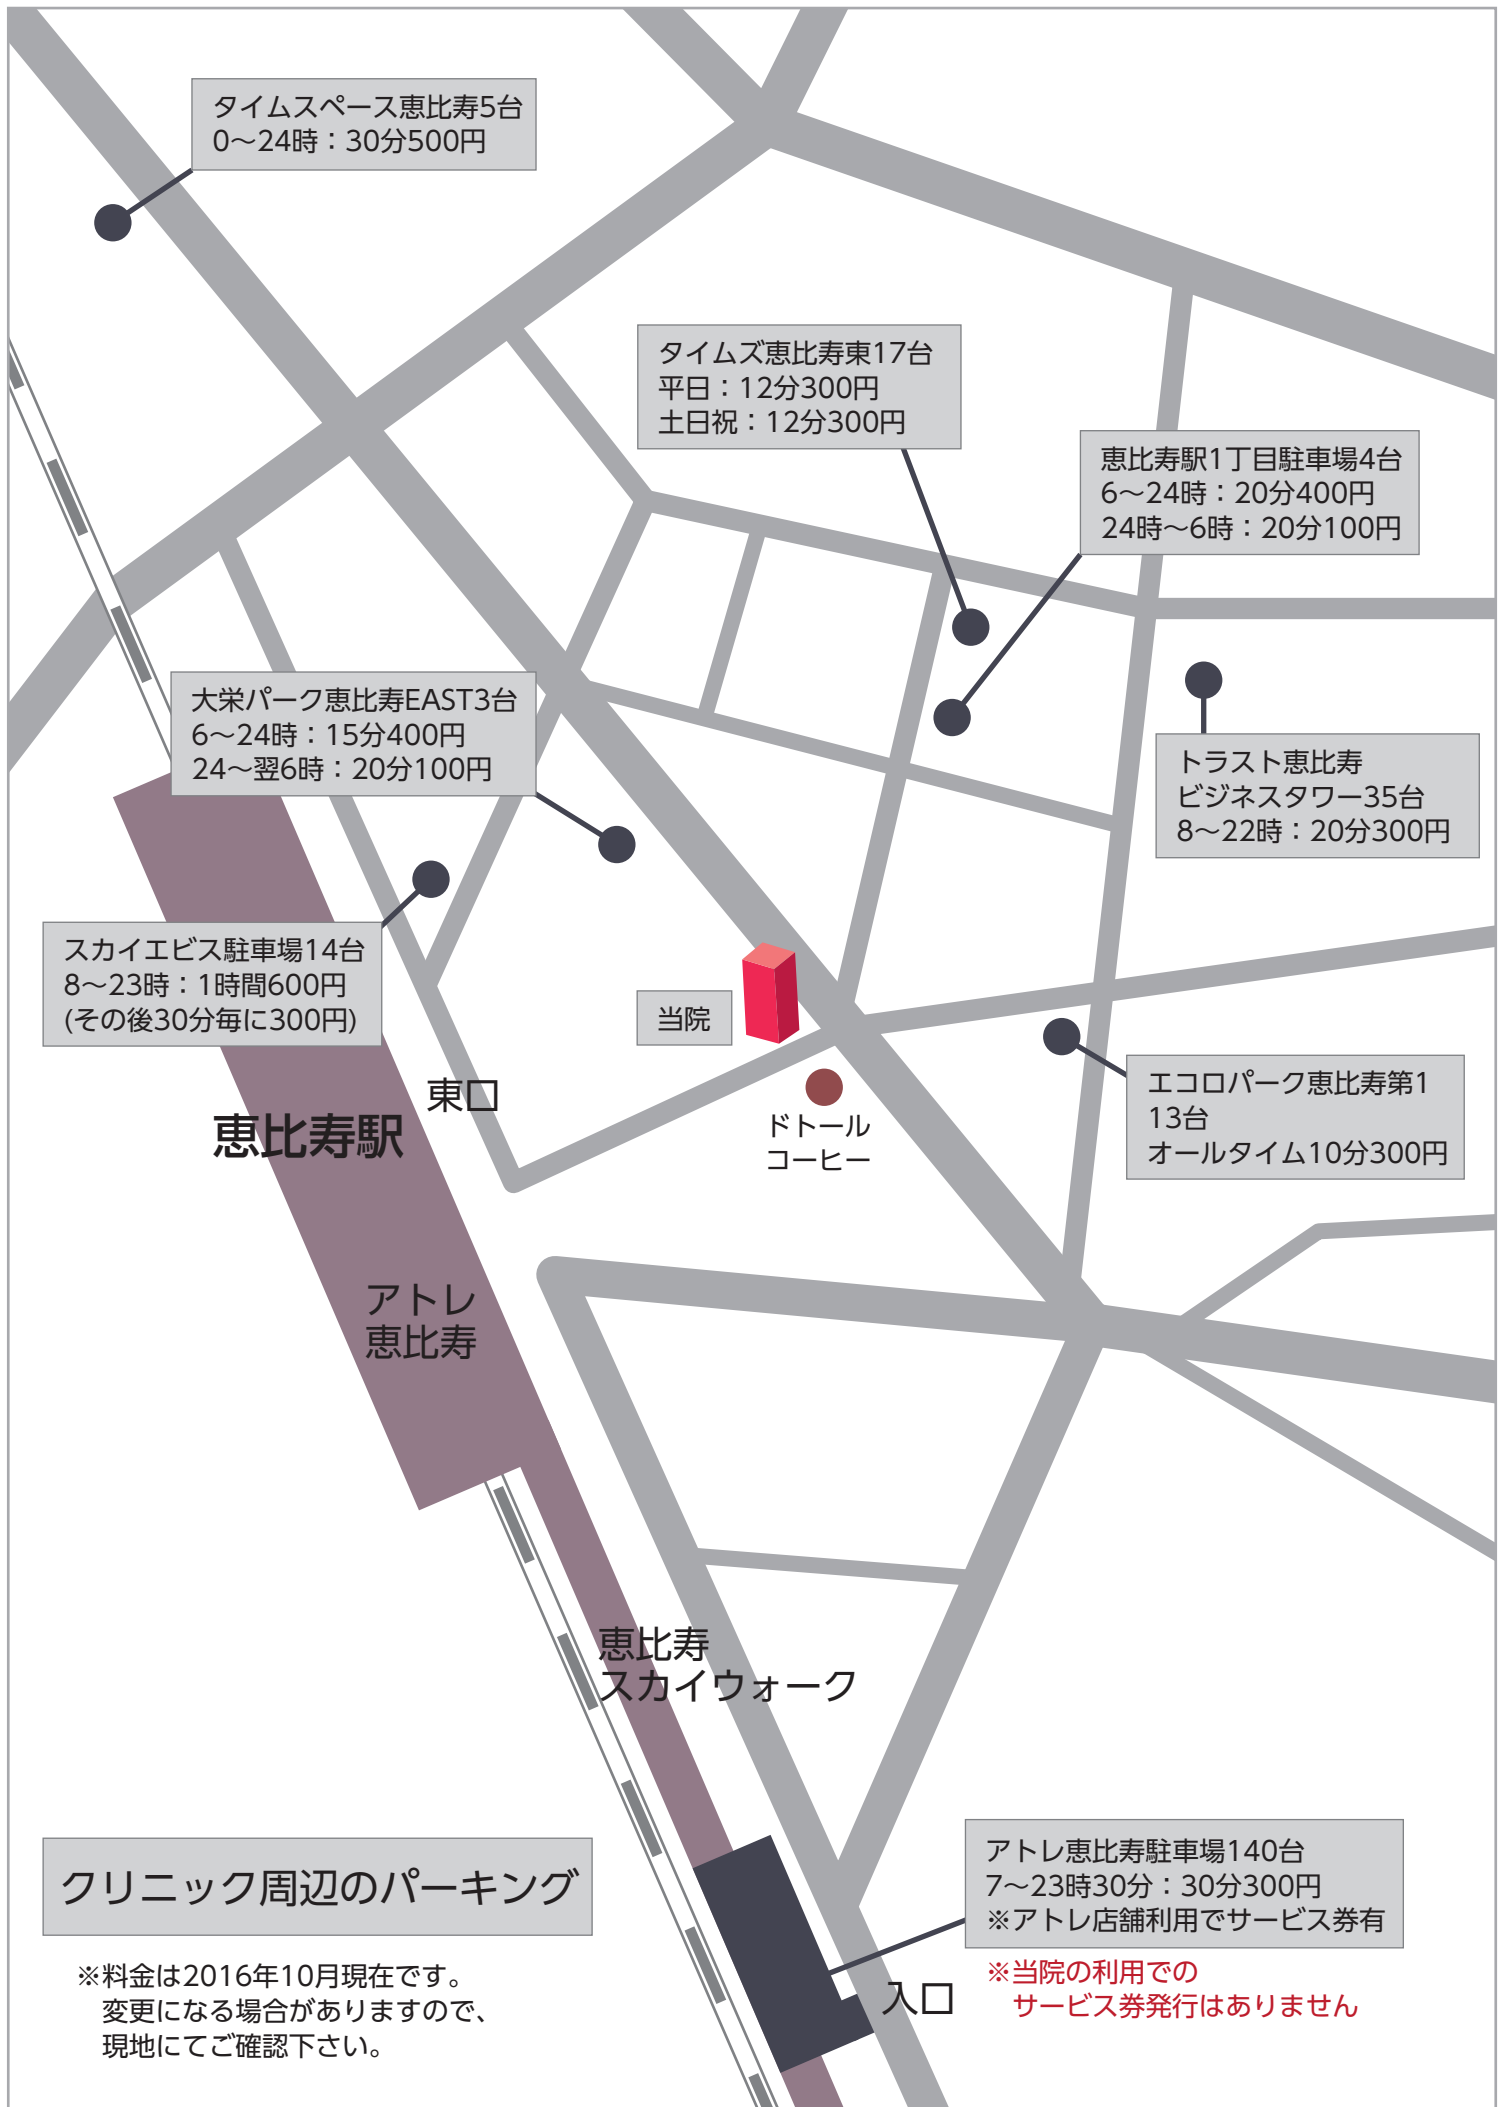 タイムスペース恵比寿5台
0～24時：30分500円
タイムズ恵比寿東17台
平日：12分300円
土日祝：12分300円
恵比寿駅1丁目駐車場4台
6～24時：20分400円
24時～6時：20分100円
大栄パーク恵比寿EAST3台
6～24時：15分400円
24～翌6時：20分100円
トラスト恵比寿
ビジネスタワー35台
8～22時：20分300円
スカイエビス駐車場14台
8～23時：1時間600円
(その後30分毎に300円)
当院
東口
恵比寿駅
ドトール
コーヒー
エコロパーク恵比寿第1
13台
オールタイム10分300円
アトレ
恵比寿
恵比寿
スカイウォーク
アトレ恵比寿駐車場140台
7～23時30分：30分300円
※アトレ店舗利用でサービス券有
※当院の利用での
サービス券発行はありません
入口
クリニック周辺のパーキング
※料金は2016年10月現在です。
変更になる場合がありますので、
現地にてご確認下さい。